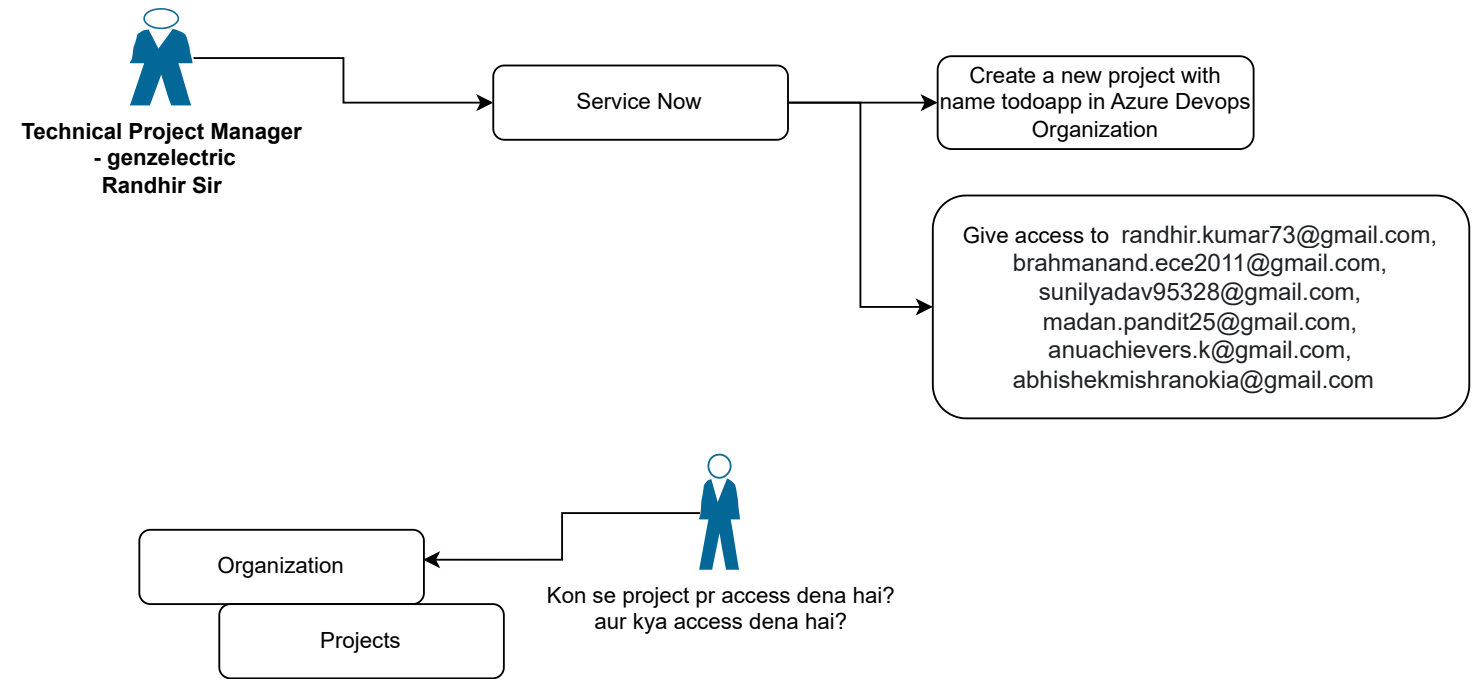 Technical Project Manager
- genzelectric
Randhir Sir
Service Now
Create a new project with
name todoapp in Azure Devops
Organization
Give access to randhir.kumar73@gmail.com,
brahmanand.ece2011@gmail.com,
sunilyadav95328@gmail.com,
madan.pandit25@gmail.com,
anuachievers.k@gmail.com,
abhishekmishranokia@gmail.com
Organization
Projects
Kon se project pr access dena hai?
aur kya access dena hai?